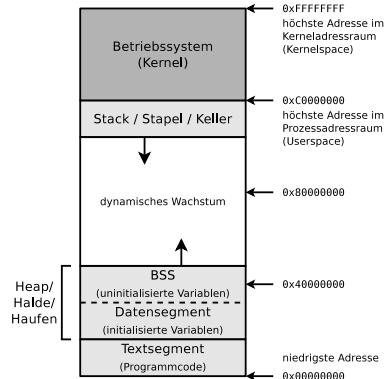 0xFFFFFFFF
höchste Adresse im
Kerneladressraum
(Kernelspace)
Betriebssystem
(Kernel)
0xC0000000
höchste Adresse im
Prozessadressraum
(Userspace)
Stack / Stapel / Keller
dynamisches Wachstum
0x80000000
BSS
(uninitialisierte Variablen)
0x40000000
Heap/
Halde/
Haufen
Datensegment
(initialisierte Variablen)
Textsegment
(Programmcode)
niedrigste Adresse
0x00000000